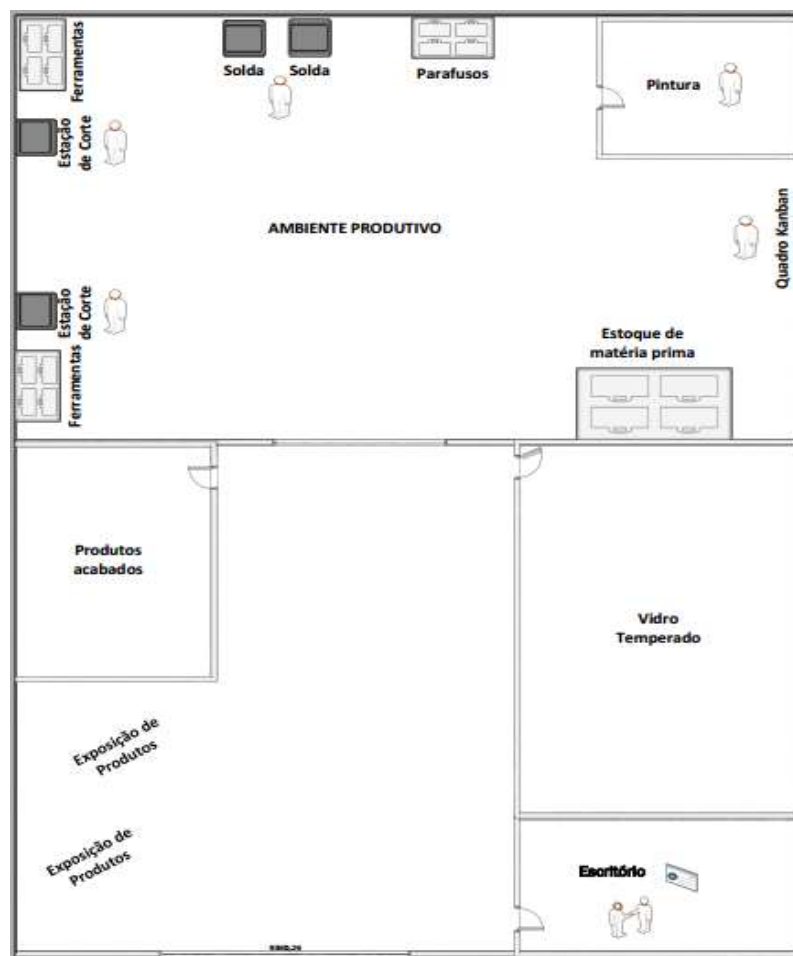 Ferramentas
Solda
Solda
Parafusos
Pintura
Estação
de Corte
AMBIENTE PRODUTIVO
Quadro Kanban
Estação
de Corte
Ferramentas
Estoque de
matéria prima
Produtos
acabados
Vidro
Temperado
Exposição de
Produtos
Exposição de
Produtos
Escritório